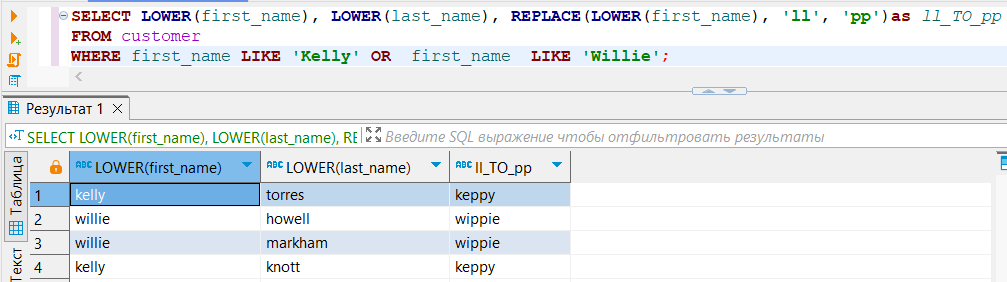 SELECT LOWER(first_name), LOWER(last_name), REPLACE(LOWER(first_name), 'll', 'pp')as ll_TO_pp
FROM customer
WHERE first_name LIKE 'Kelly' OR  first_name  LIKE 'Willie';
Результат 1
SELECT LOWER(first_name), LOWER(last_name), RE Введите SQL выражение чтобы отфильтровать результаты
Таблица
Текст
ABC LOWER(first_name) ABC LOWER(last_name) ABC ll_TO_pp
1 kelly torres keppy
2 willie howell wippie
3 willie markham wippie
4 kelly knott keppy